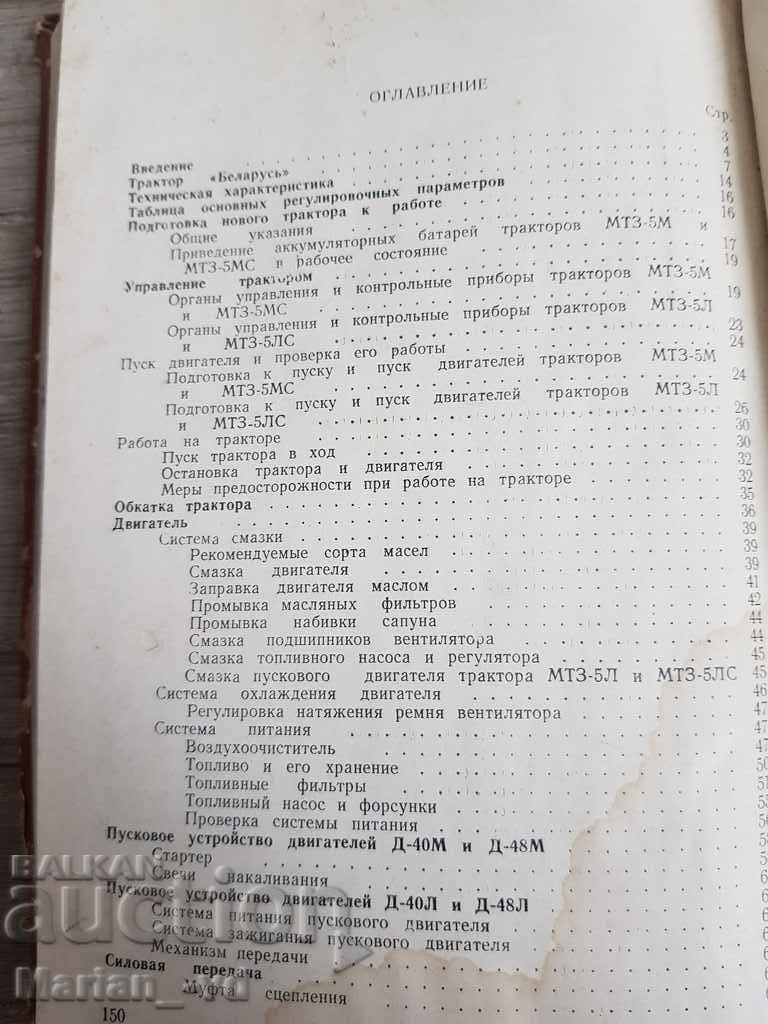 ОГЛАВЛЕНИЕ
Стр.
Введение 3
Трактор «Беларусь» 4
Техническая характеристика 7
Таблица основных регулировочных параметров 14
Подготовка нового трактора к работе 16
Общие указания 16
Приведение аккумуляторных батарей тракторов МТЗ-5М и
МТЗ-5МС в рабочее состояние 17
Управление трактором 19
Органы управления и контрольные приборы тракторов МТЗ-5М
и МТЗ-5МС 19
Органы управления и контрольные приборы тракторов МТЗ-5Л
и МТЗ-5ЛС 23
Пуск двигателя и проверка его работы 24
Подготовка к пуску и пуск двигателей тракторов МТЗ-5М
и МТЗ-5МС 24
Подготовка к пуску и пуск двигателей тракторов МТЗ-5Л
и МТЗ-5ЛС 26
Работа на тракторе 30
Пуск трактора в ход 30
Остановка трактора и двигателя 32
Меры предосторожности при работе на тракторе 32
Обкатка трактора 35
Двигатель 36
Система смазки 39
Рекомендуемые сорта масел 39
Смазка двигателя 39
Заправка двигателя маслом 41
Промывка масляных фильтров 42
Промывка набивки сапуна 44
Смазка подшипников вентилятора 44
Смазка топливного насоса и регулятора 45
Смазка пускового двигателя трактора МТЗ-5Л и МТЗ-5ЛС 45
Система охлаждения двигателя 46
Регулировка натяжения ремня вентилятора 47
Система питания 47
Воздухоочиститель 47
Топливо и его хранение
Топливные фильтры
Топливный насос и форсунки
Проверка системы питания
Пусковое устройство двигателей Д-40М и Д-48М
Стартер
Свечи накаливания
Пусковое устройство двигателей Д-40Л и Д-48Л
Система питания пускового двигателя
Система зажигания пускового двигателя
Механизм передачи
Силовая передача
Муфта сцепления
150
BALKAN
auction
Marian_